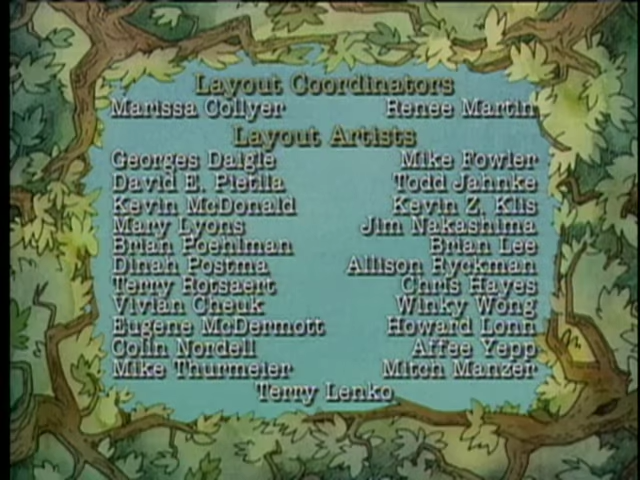 Layout Coordinators
Marissa Collyer Renee Martin
Layout Artists
Georges Daigle Mike Fowler
David E. Pietila Todd Jahnke
Kevin McDonald Kevin Z. Klis
Mary Lyons Jim Nakashima
Brian Poehlman Brian Lee
Dinah Postma Allison Ryckman
Terry Rotsaert Chris Hayes
Vivian Cheuk Winky Wong
Eugene McDermott Howard Lonn
Colin Nordell Affee Yepp
Mike Thurmeier Mitch Manzer
Terry Lenko